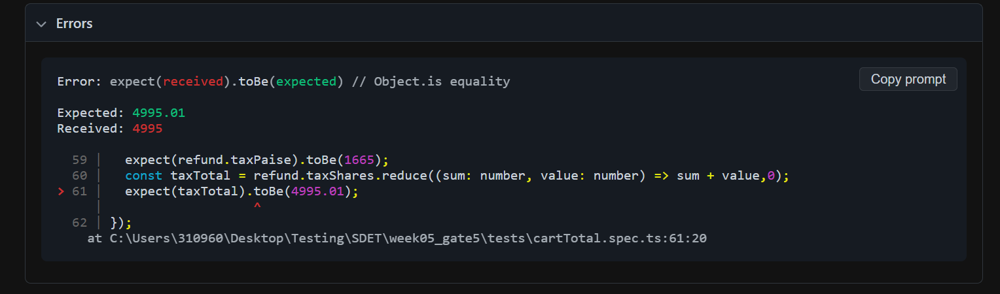 Errors
Copy prompt
Error: expect(received).toBe(expected) // Object.is equality
Expected: 4995.01
Received: 4995
59 |   expect(refund.taxPaise).toBe(1665);
60 |   const taxTotal = refund.taxShares.reduce((sum: number, value: number) => sum + value,0);
> 61 |   expect(taxTotal).toBe(4995.01);
|                    ^
62 | });
at C:\Users\310960\Desktop\Testing\SDET\week05_gate5\tests\cartTotal.spec.ts:61:20